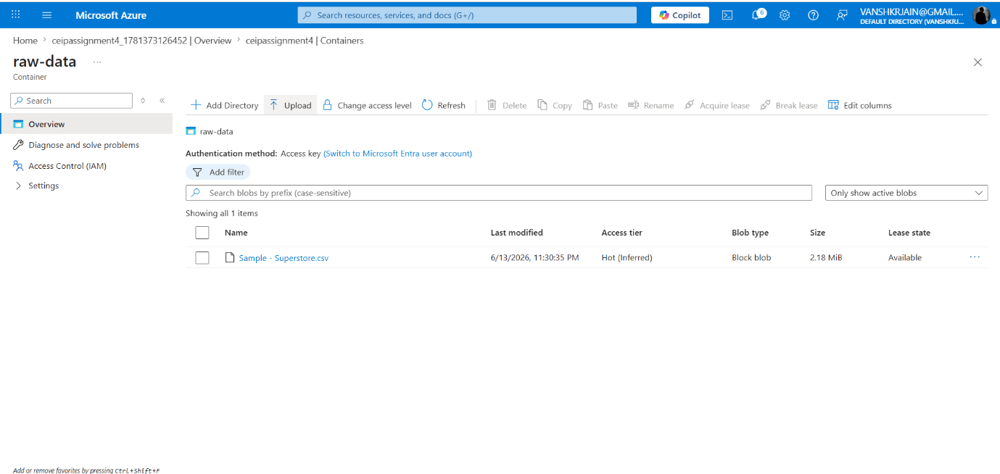 Microsoft Azure
Search resources, services, and docs (G+/)
Copilot
6
VANSHKRJAIN@GMAIL....
DEFAULT DIRECTORY (VANSHKRJ...
Home > ceipassignment4_1781373126452 | Overview > ceipassignment4 | Containers
raw-data ...
Container
Search
Add Directory
Upload
Change access level
Refresh
Delete
Copy
Paste
Rename
Acquire lease
Break lease
Edit columns
Overview
Diagnose and solve problems
Access Control (IAM)
Settings
raw-data
Authentication method: Access key (Switch to Microsoft Entra user account)
Add filter
Search blobs by prefix (case-sensitive)
Only show active blobs
Showing all 1 items
Name Last modified Access tier Blob type Size Lease state
Sample - Superstore.csv 6/13/2026, 11:30:35 PM Hot (Inferred) Block blob 2.18 MiB Available ...
Add or remove favorites by pressing Ctrl+Shift+F